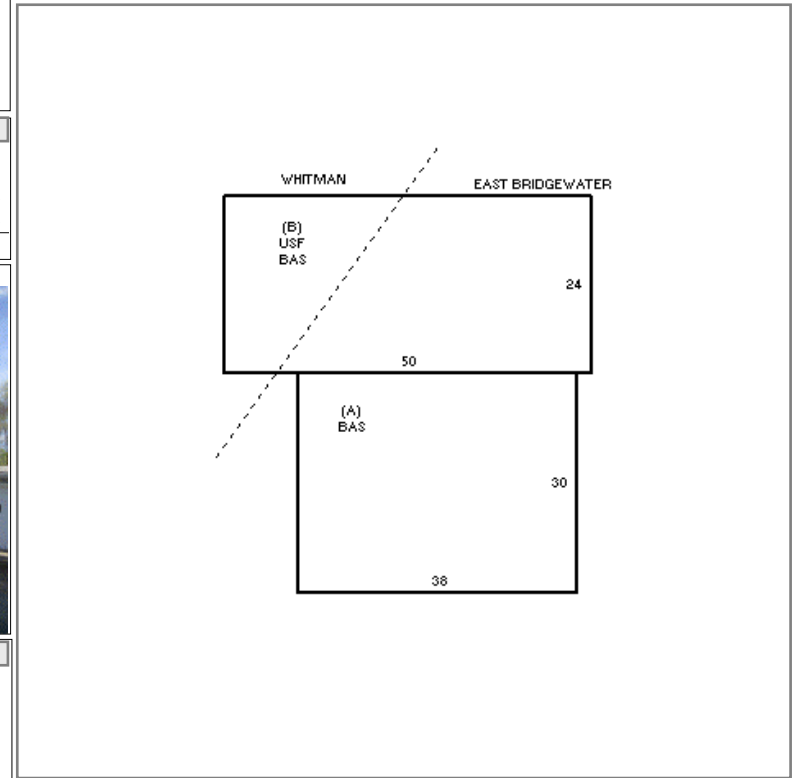 WHITMAN
EAST BRIDGEWATER
(B)
USF
BAS
24
50
(A)
BAS
30
38